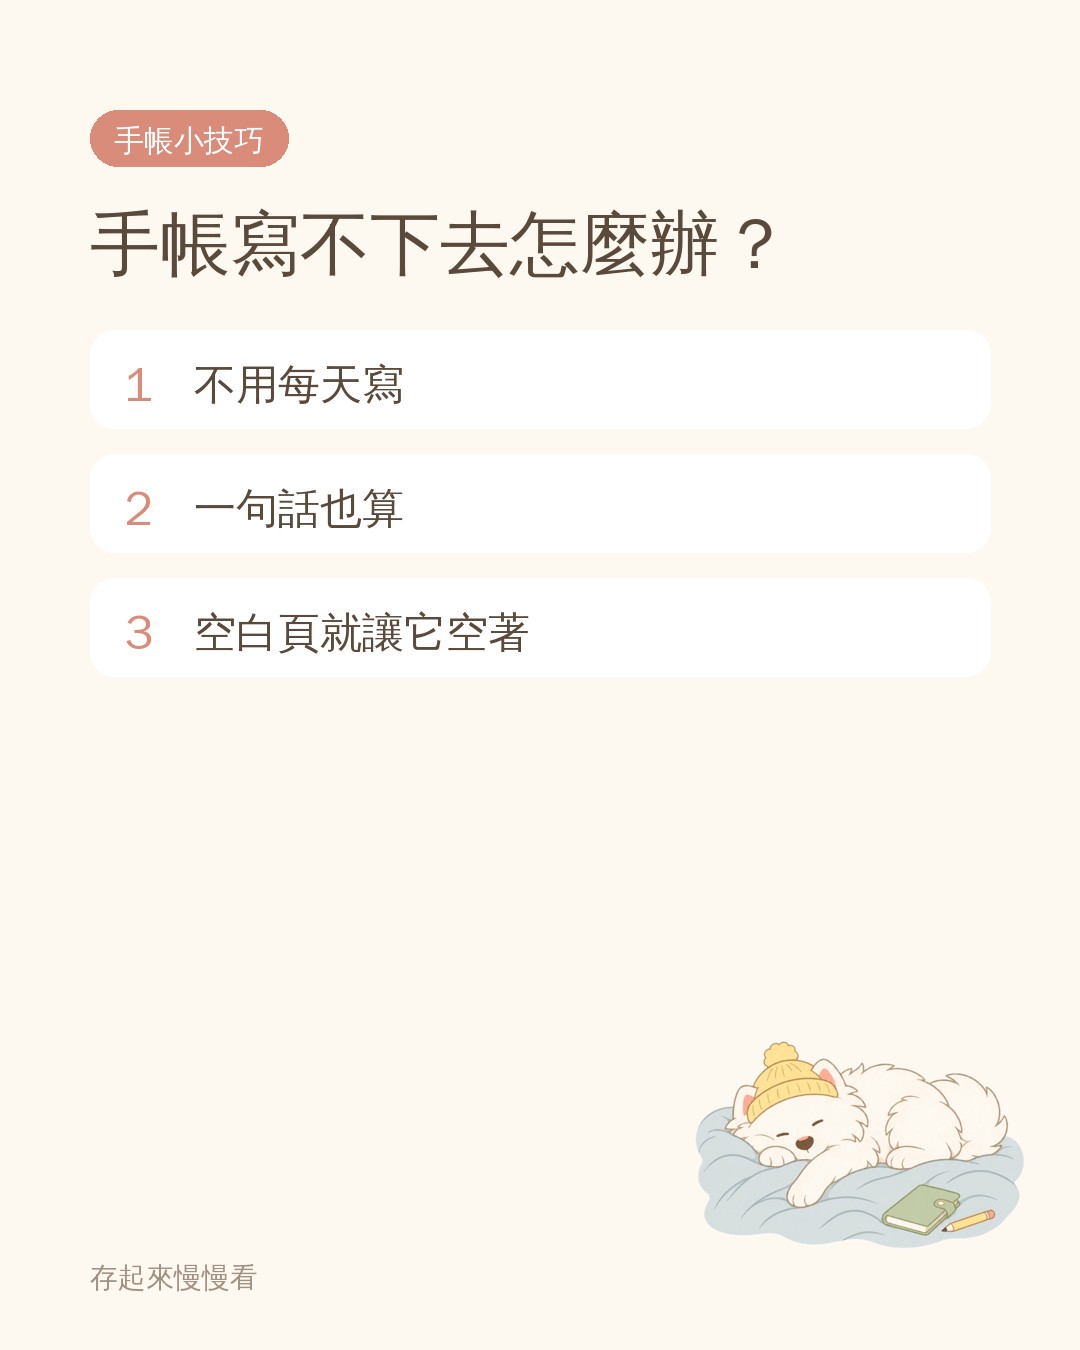 手帳小技巧
手帳寫不下去怎麼辦？
1 不用每天寫
2 一句話也算
3 空白頁就讓它空著
存起來慢慢看